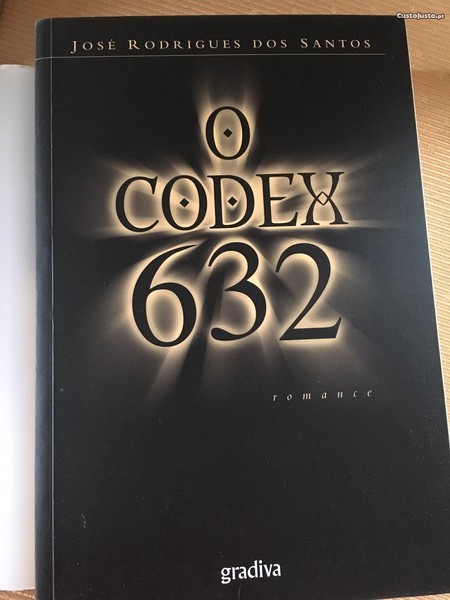 CustoJusto.pt
JOSÉ RODRIGUES DOS SANTOS
O
CODEX
632
romance
gradiva